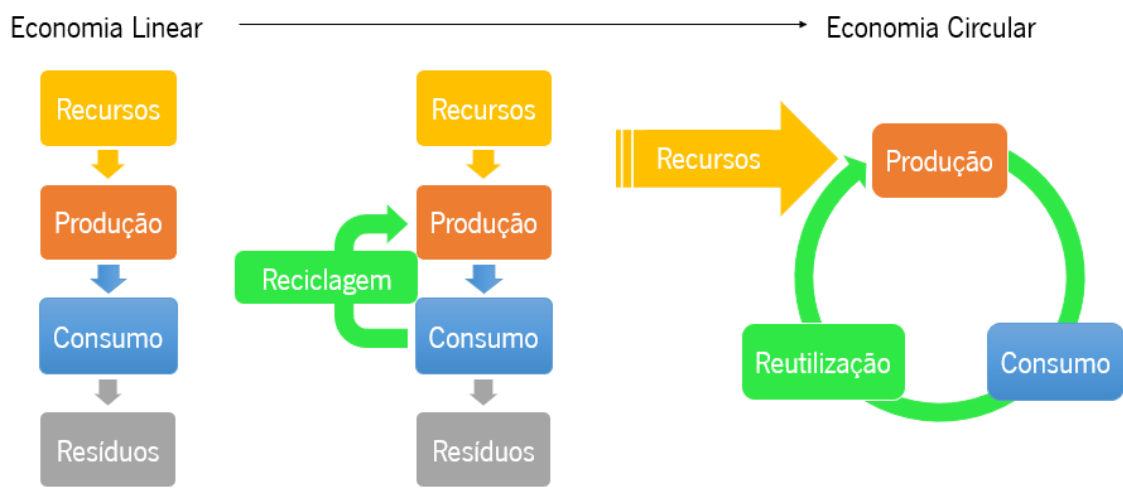 Economia Linear
Economia Circular
Recursos
Produção
Consumo
Resíduos
Recursos
Produção
Reciclagem
Consumo
Resíduos
Recursos
Produção
Reutilização
Consumo